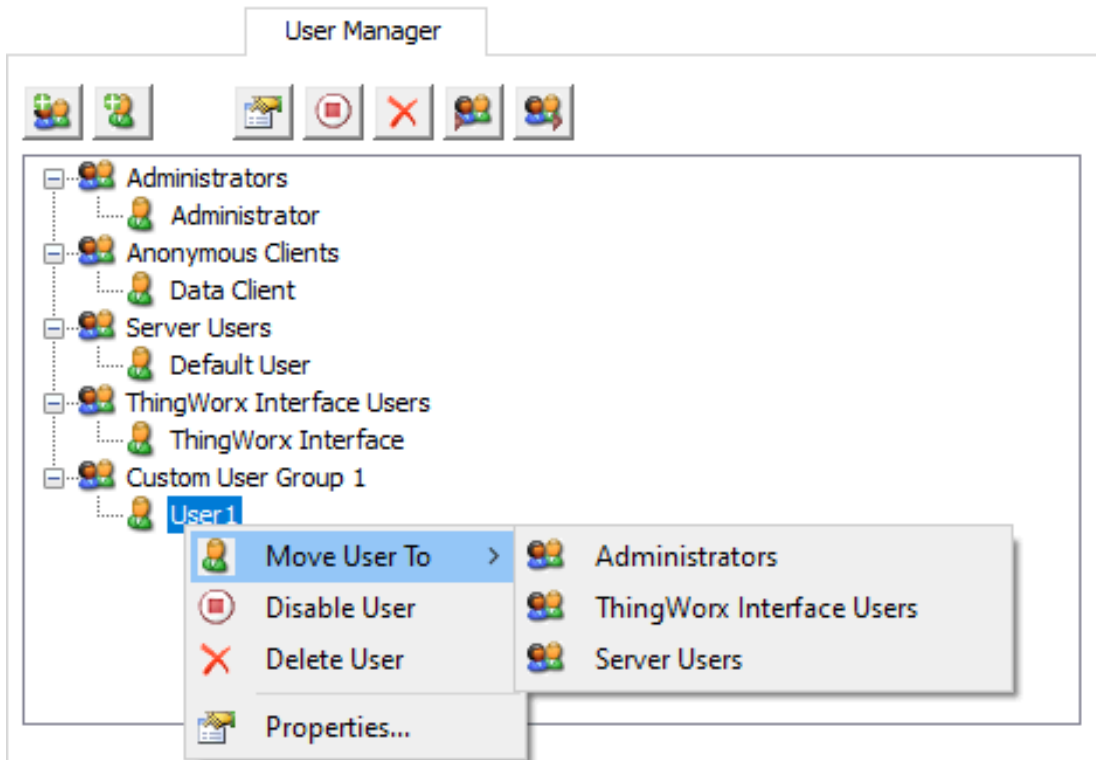 User Manager
Administrators
Administrator
Anonymous Clients
Data Client
Server Users
Default User
ThingWorx Interface Users
ThingWorx Interface
Custom User Group 1
User1
Move User To
Administrators
Disable User
ThingWorx Interface Users
Delete User
Server Users
Properties...